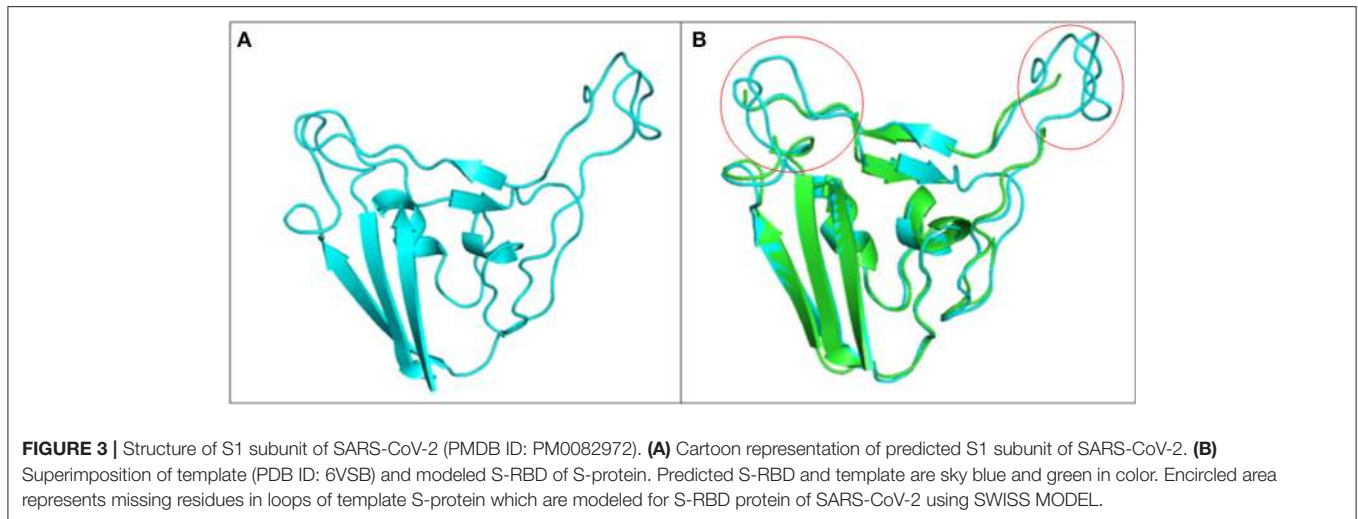 A
B
FIGURE 3 | Structure of S1 subunit of SARS-CoV-2 (PMDB ID: PM0082972). (A) Cartoon representation of predicted S1 subunit of SARS-CoV-2. (B)
Superimposition of template (PDB ID: 6VSB) and modeled S-RBD of S-protein. Predicted S-RBD and template are sky blue and green in color. Encircled area
represents missing residues in loops of template S-protein which are modeled for S-RBD protein of SARS-CoV-2 using SWISS MODEL.